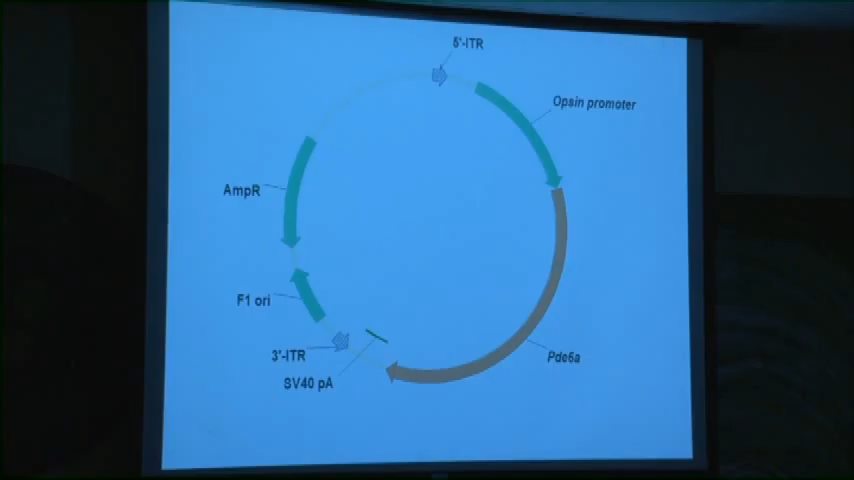 5'-ITR
Opsin promoter
AmpR
F1 ori
3'-ITR
Pde6a
SV40 pA